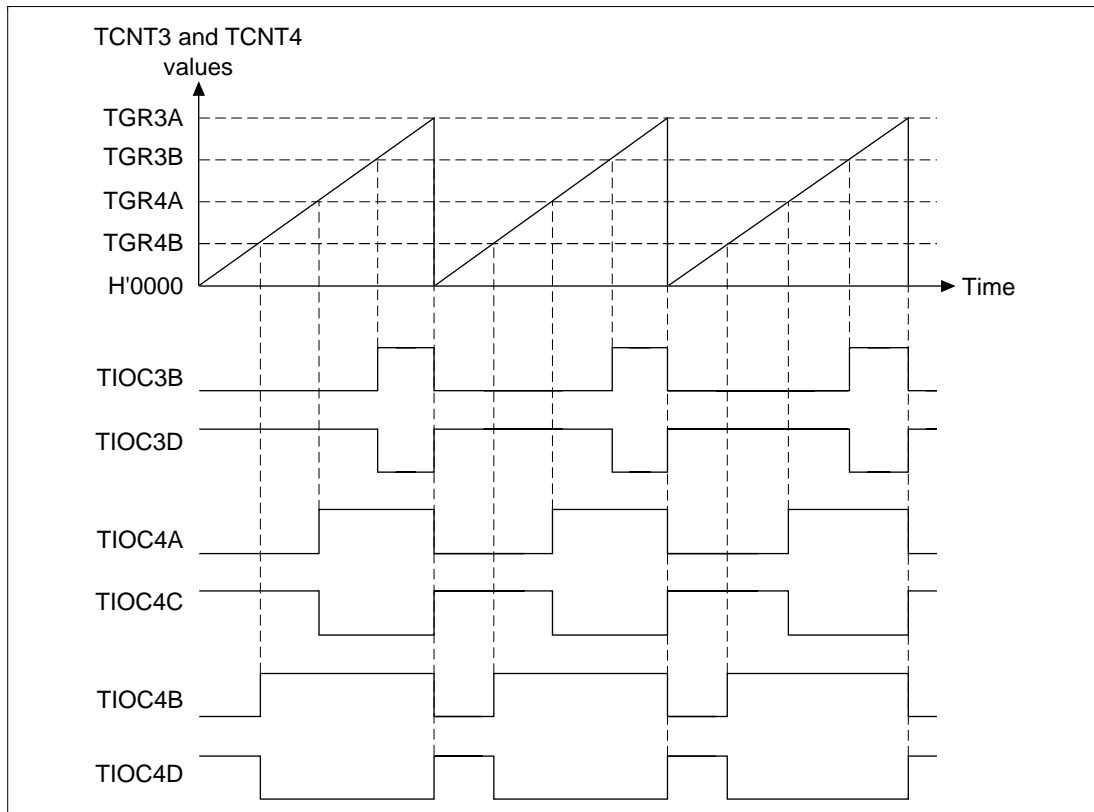 TCNT3 and TCNT4
values
TGR3A
TGR3B
TGR4A
TGR4B
H'0000
Time
TIOC3B
TIOC3D
TIOC4A
TIOC4C
TIOC4B
TIOC4D